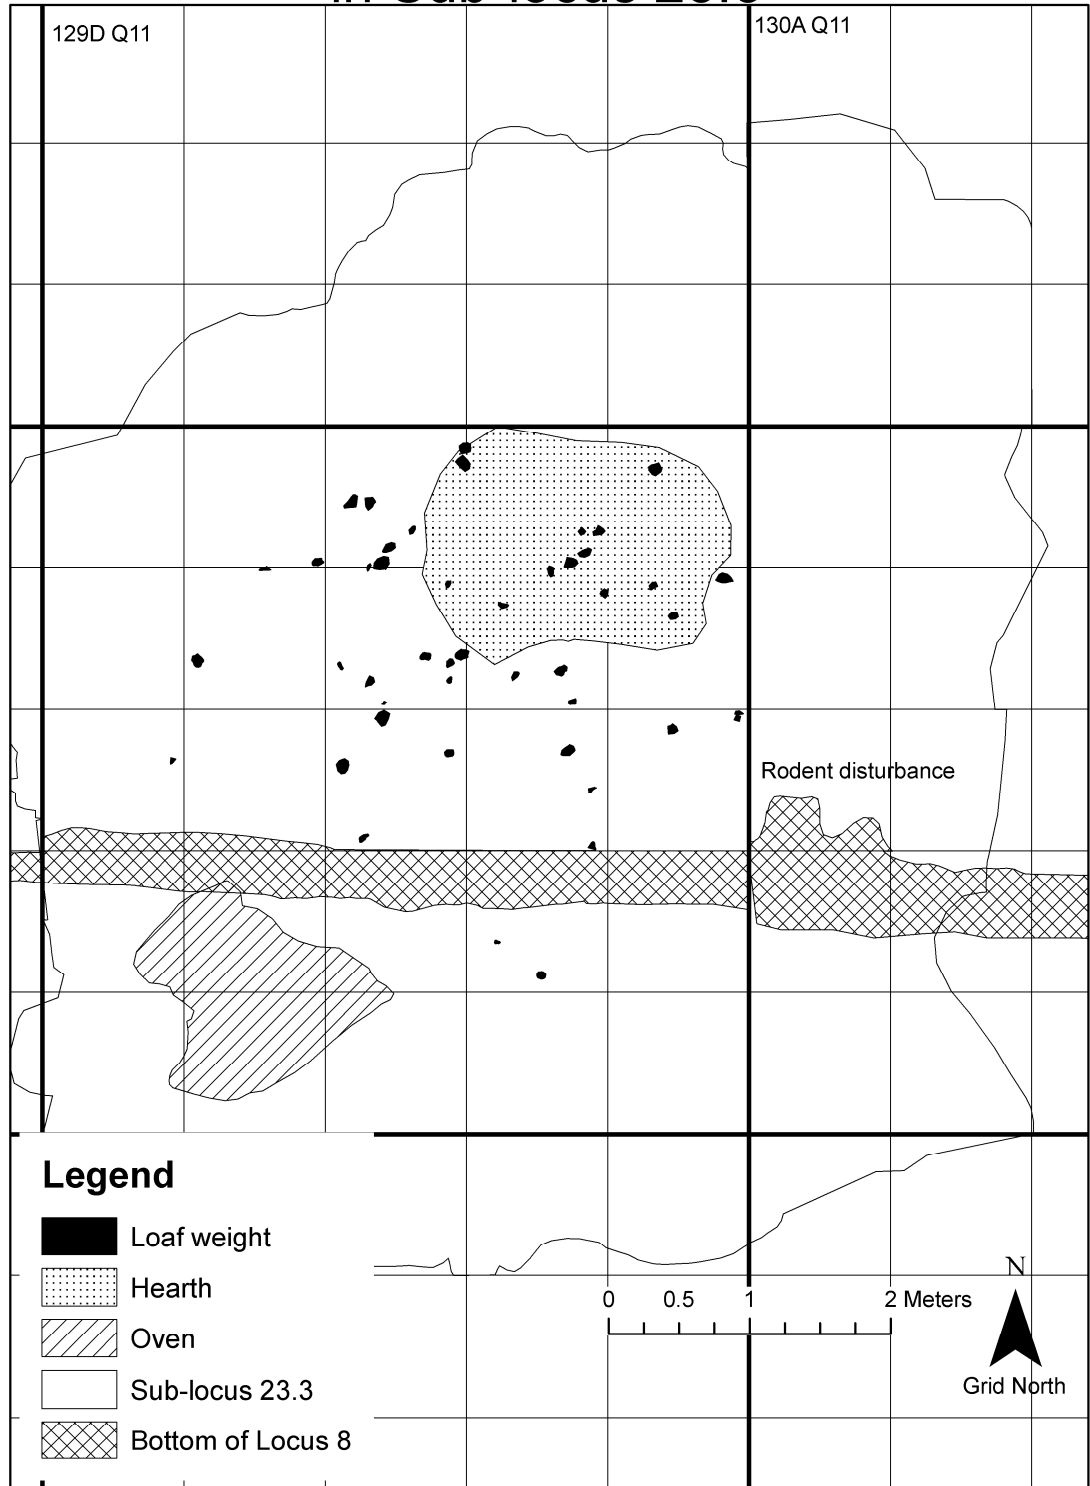 129D Q11
130A Q11
Rodent disturbance
Legend
Loaf weight
Hearth
Oven
Sub-locus 23.3
Bottom of Locus 8
0 0.5 1 2 Meters
N
Grid North